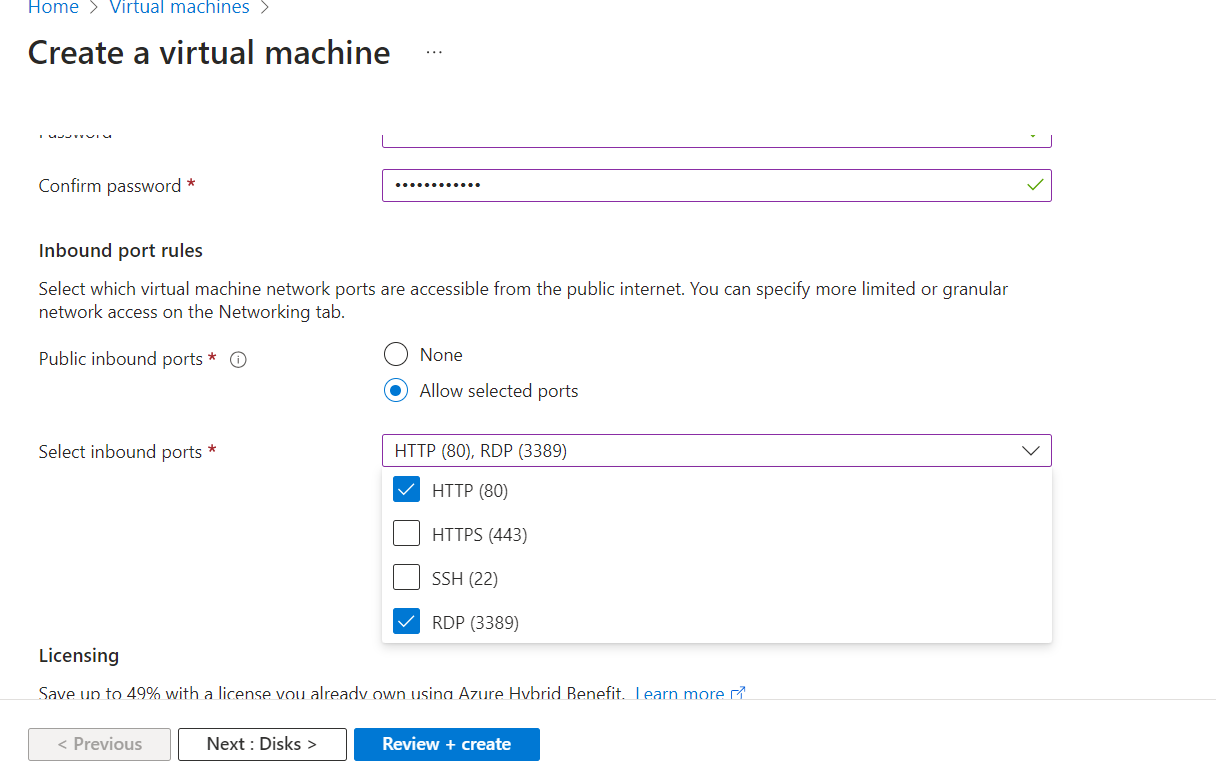 Home > Virtual machines >
Create a virtual machine ...
Password
Confirm password *
••••••••••••
Inbound port rules
Select which virtual machine network ports are accessible from the public internet. You can specify more limited or granular
network access on the Networking tab.
Public inbound ports *
None
Allow selected ports
Select inbound ports *
HTTP (80), RDP (3389)
HTTP (80)
HTTPS (443)
SSH (22)
RDP (3389)
Licensing
Save up to 49% with a license you already own using Azure Hybrid Benefit. Learn more
< Previous
Next : Disks >
Review + create